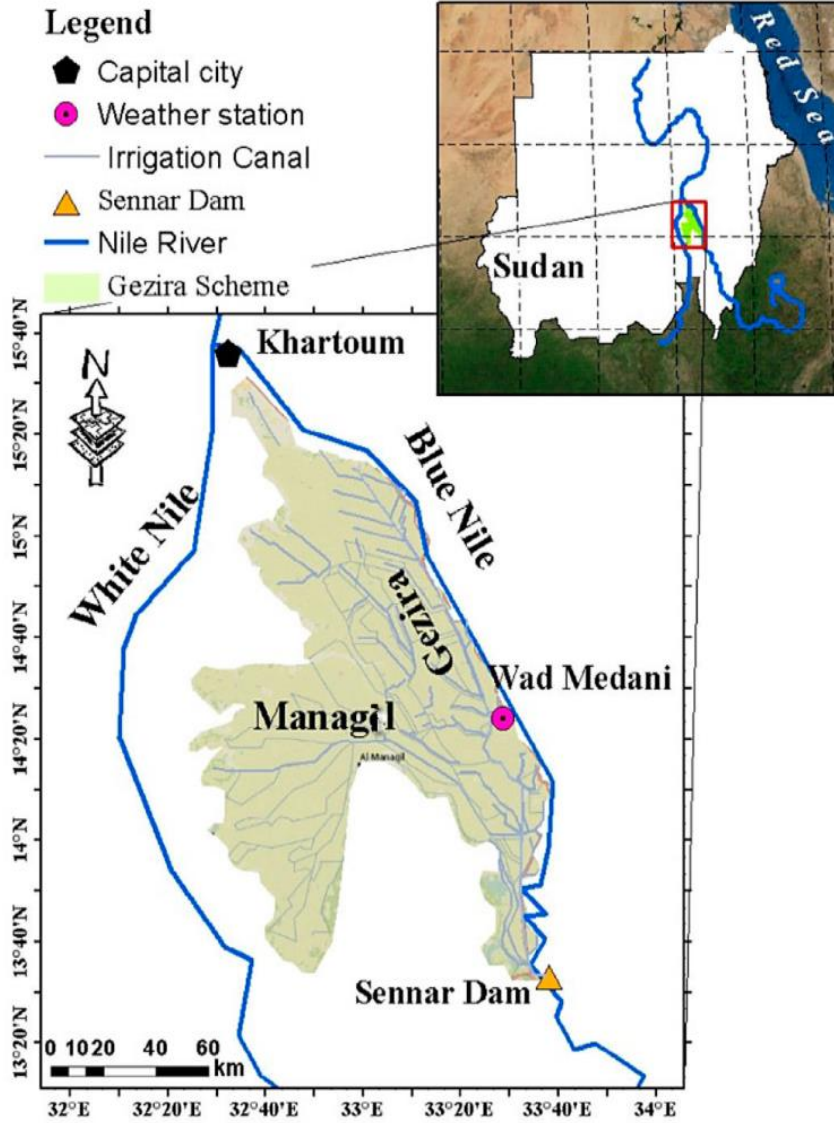 Legend
Capital city
Weather station
Irrigation Canal
Sennar Dam
Nile River
Gezira Scheme
Red Sea
Sudan
15°40'N
15°20'N
15°N
14°40'N
14°20'N
14°N
13°40'N
13°20'N
N
Khartoum
White Nile
Blue Nile
Gezira
Wad Medani
Managil
Al Managil
Sennar Dam
0 10 20 40 60
km
32°E 32°20'E 32°40'E 33°E 33°20'E 33°40'E 34°E